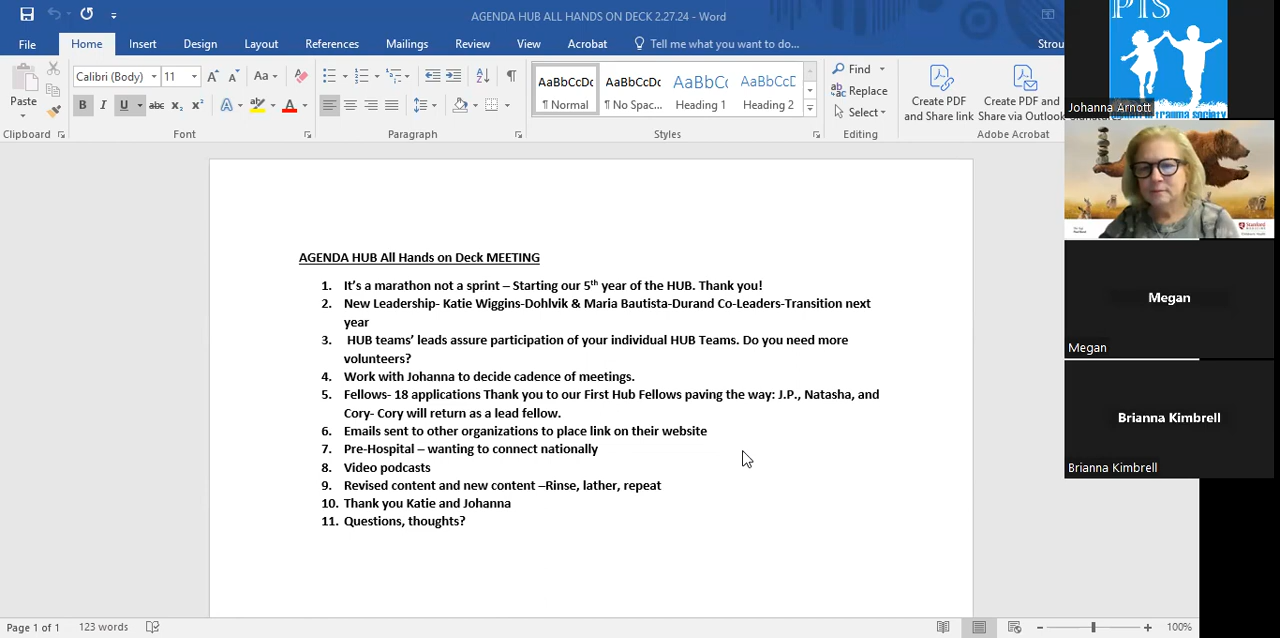 AGENDA HUB ALL HANDS ON DECK 2.27.24 - Word
File Home Insert Design Layout References Mailings Review View Acrobat Tell me what you want to do... Strou
Paste
Calibri (Body) 11
Aa
B I U abc x₂ x²
AaBbCcDc AaBbCcDc AaBbCc AaBbCcD
¶ Normal ¶ No Spac... Heading 1 Heading 2
Find
Replace
Select
Create PDF and Share link
Create PDF and Share via Outlook
Clipboard Font Paragraph Styles Editing Adobe Acrobat
PTS
Johanna Arnott
trauma society
AGENDA HUB All Hands on Deck MEETING
1. It's a marathon not a sprint – Starting our 5th year of the HUB. Thank you!
2. New Leadership- Katie Wiggins-Dohlvik & Maria Bautista-Durand Co-Leaders-Transition next
year
3. HUB teams' leads assure participation of your individual HUB Teams. Do you need more
volunteers?
4. Work with Johanna to decide cadence of meetings.
5. Fellows- 18 applications Thank you to our First Hub Fellows paving the way: J.P., Natasha, and
Cory- Cory will return as a lead fellow.
6. Emails sent to other organizations to place link on their website
7. Pre-Hospital – wanting to connect nationally
8. Video podcasts
9. Revised content and new content –Rinse, lather, repeat
10. Thank you Katie and Johanna
11. Questions, thoughts?
Megan
Megan
Brianna Kimbrell
Brianna Kimbrell
Page 1 of 1 123 words 100%